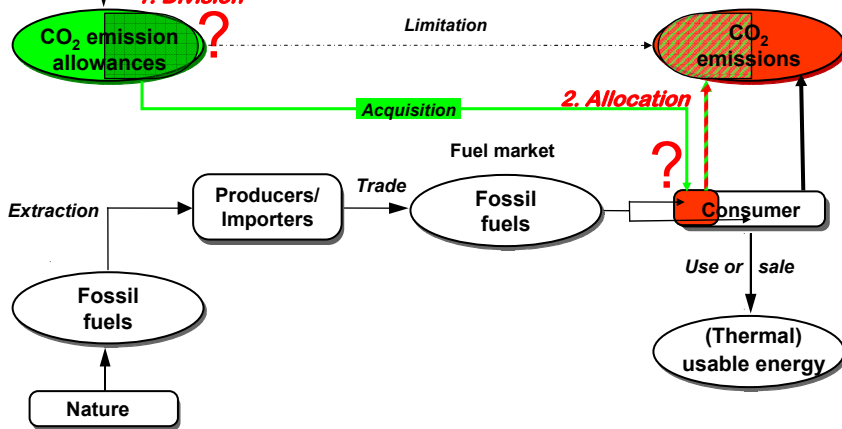 1. Division
CO2 emission
allowances
?
Limitation
CO2
emissions
Acquisition
2. Allocation
Fuel market
?
Extraction
Producers/
Importers
Trade
Fossil
fuels
Consumer
Use or sale
Fossil
fuels
(Thermal)
usable energy
Nature